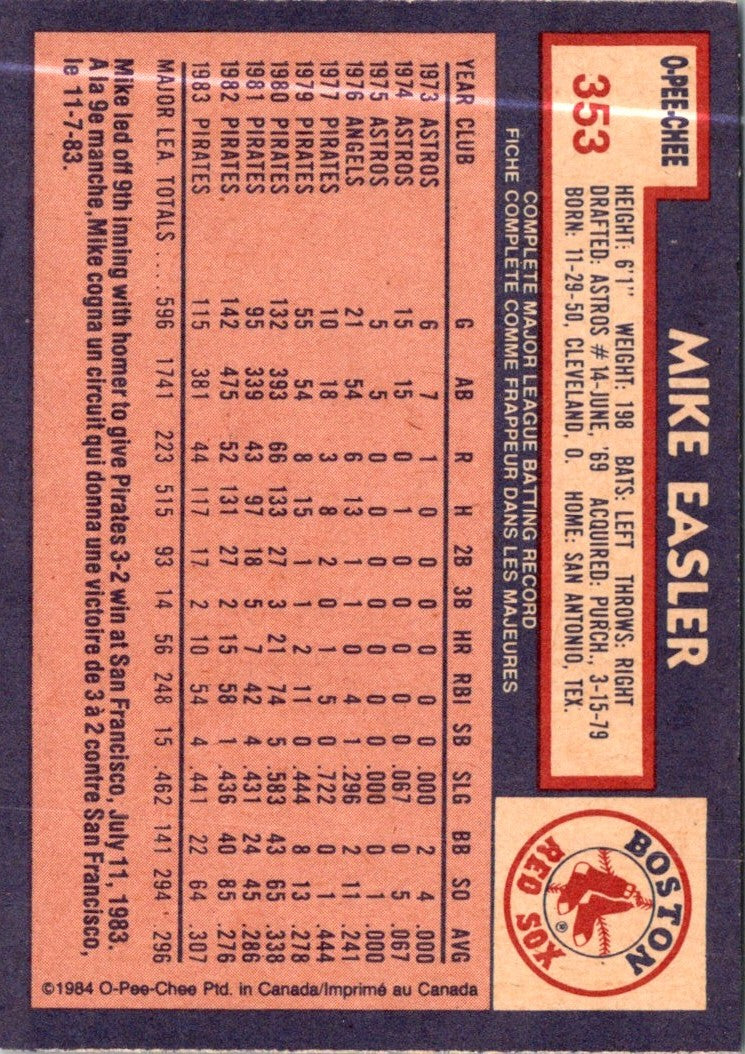 O-PEE-CHEE
353
MIKE EASLER
HEIGHT: 6'1" WEIGHT: 198 BATS: LEFT THROWS: RIGHT
DRAFTED: ASTROS #14-JUNE, '69 ACQUIRED: PURCH., 3-15-79
BORN: 11-29-50, CLEVELAND, O. HOME: SAN ANTONIO, TEX.
BOSTON
RED SOX
®
COMPLETE MAJOR LEAGUE BATTING RECORD
FICHE COMPLÈTE COMME FRAPPEUR DANS LES MAJEURES
YEAR CLUB G AB R H 2B 3B HR RBI SB SLG BB SO AVG
1973 ASTROS 6 7 1 0 0 0 0 0 0 .000 2 4 .000
1974 ASTROS 15 15 0 1 0 0 0 0 0 .067 0 5 .067
1975 ASTROS 5 5 0 0 0 0 0 0 0 .000 0 1 .000
1976 ANGELS 21 54 6 13 1 1 0 4 1 .296 2 11 .241
1977 PIRATES 10 18 3 8 2 0 1 5 0 .722 0 1 .444
1979 PIRATES 55 54 8 15 1 1 2 11 0 .444 8 13 .278
1980 PIRATES 132 393 66 133 27 3 21 74 5 .583 43 65 .338
1981 PIRATES 95 339 43 97 18 5 7 42 4 .431 24 45 .286
1982 PIRATES 142 475 52 131 27 2 15 58 1 .436 40 85 .276
1983 PIRATES 115 381 44 117 17 2 10 54 4 .441 22 64 .307
MAJOR LEA TOTALS .... 596 1741 223 515 93 14 56 248 15 .462 141 294 .296
Mike led off 9th inning with homer to give Pirates 3-2 win at San Francisco, July 11, 1983.
A la 9e manche, Mike cogna un circuit qui donna une victoire de 3 à 2 contre San Francisco,
le 11-7-83.
©1984 O-Pee-Chee Ptd. in Canada/Imprimé au Canada